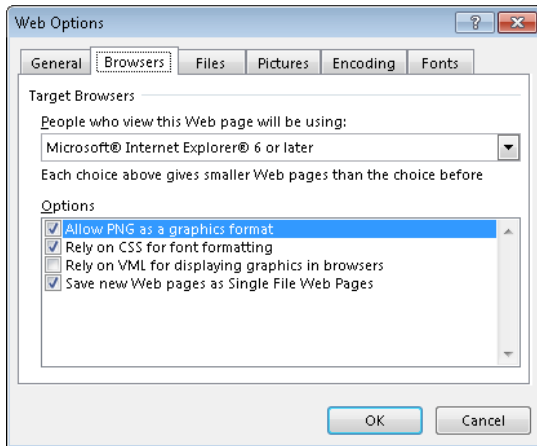 Web Options
General Browsers Files Pictures Encoding Fonts
Target Browsers
People who view this Web page will be using:
Microsoft® Internet Explorer® 6 or later
Each choice above gives smaller Web pages than the choice before
Options
Allow PNG as a graphics format
Rely on CSS for font formatting
Rely on VML for displaying graphics in browsers
Save new Web pages as Single File Web Pages
OK Cancel